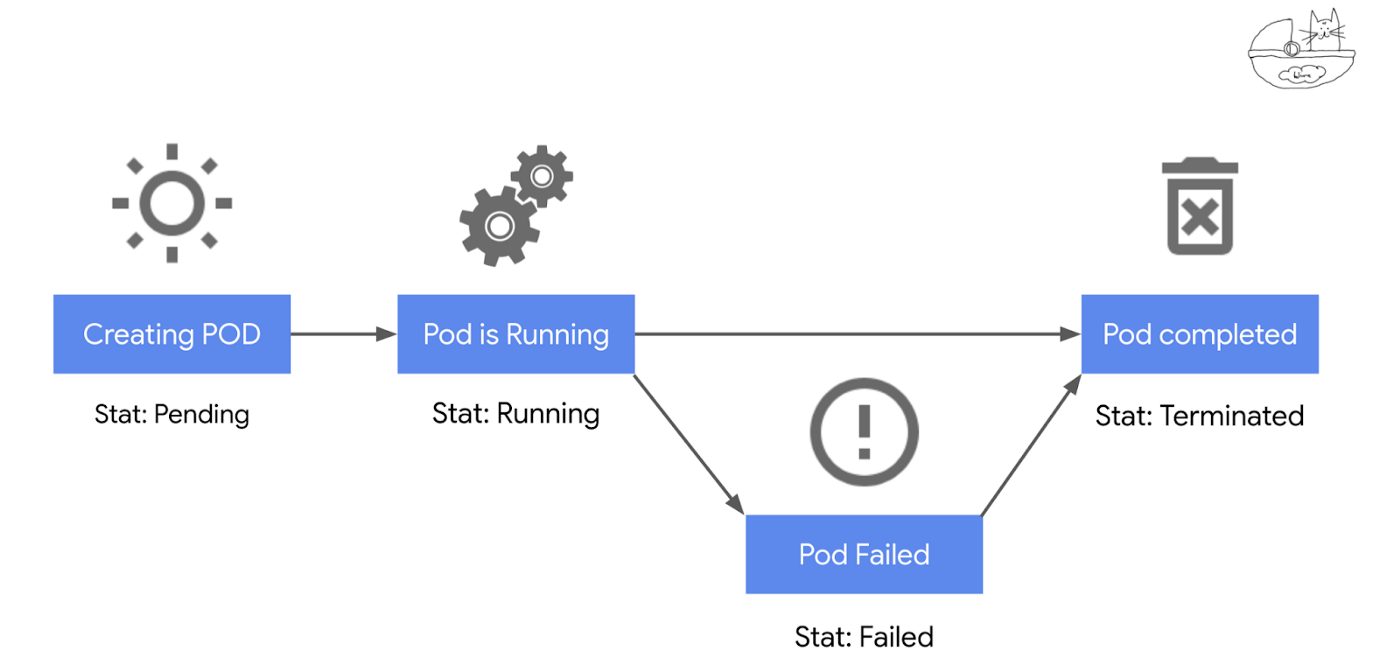 Creating POD
Pod is Running
Pod completed
Stat: Pending
Stat: Running
Stat: Terminated
Pod Failed
Stat: Failed